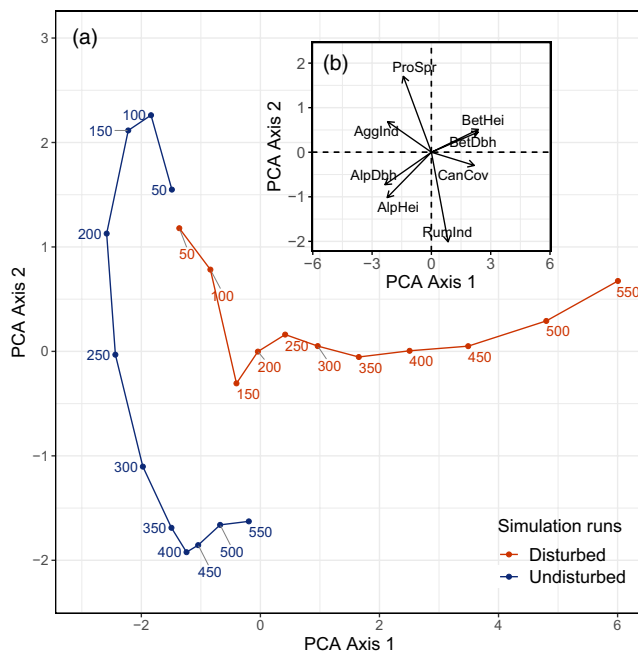 (a)
3
2
1
0
−1
−2
−2
0
2
4
6
PCA Axis 1
PCA Axis 2
100
150
50
200
250
300
350
400
450
500
550
50
100
150
200
250
300
350
400
450
500
550
(b)
2
1
0
−1
−2
−6
−3
0
3
6
PCA Axis 1
PCA Axis 2
ProSpr
AggInd
BetHei
BetDbh
CanCov
AlpDbh
AlpHei
RumInd
Simulation runs
Disturbed
Undisturbed